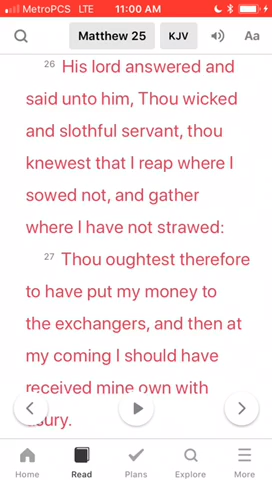 MetroPCS LTE 11:00 AM
Matthew 25 KJV Aa
26 His lord answered and
said unto him, Thou wicked
and slothful servant, thou
knewest that I reap where I
sowed not, and gather
where I have not strawed:
27 Thou oughtest therefore
to have put my money to
the exchangers, and then at
my coming I should have
received mine own with
usury.
Home Read Plans Explore More